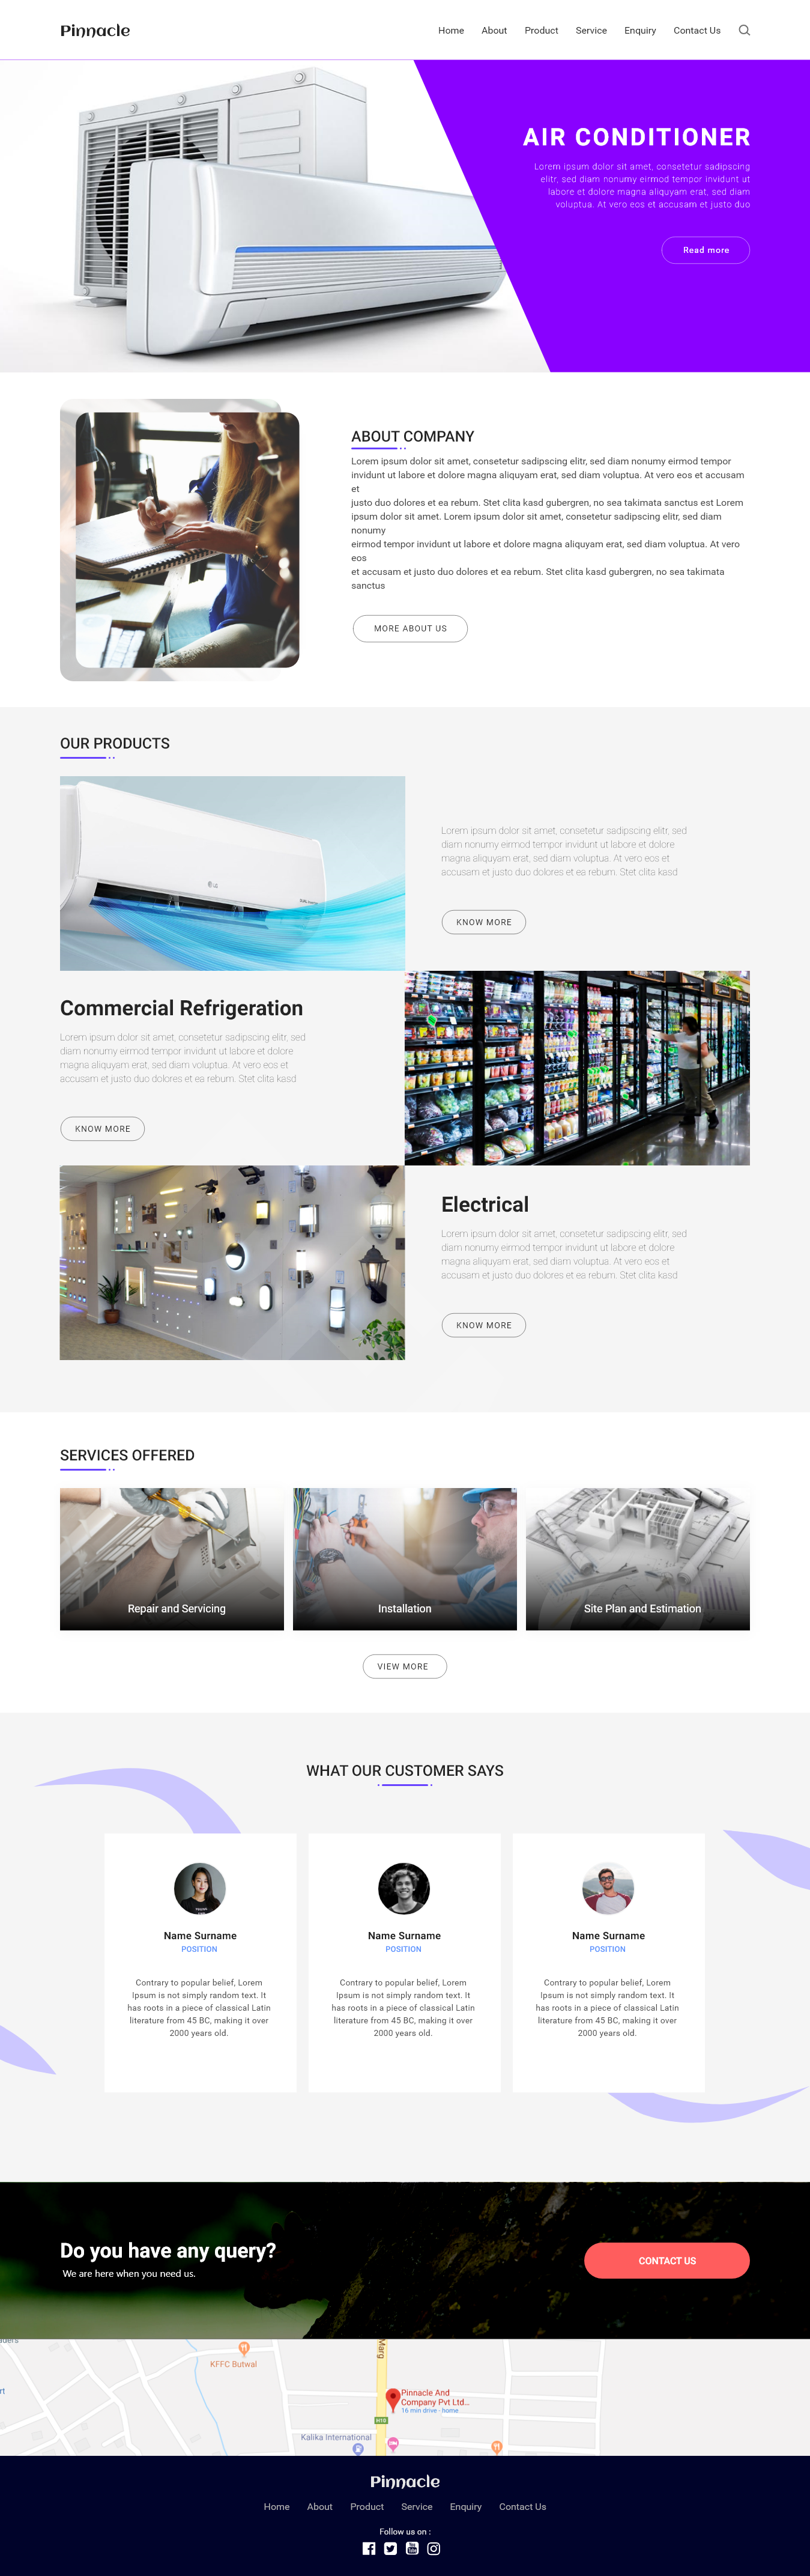 Pinnacle
Home About Product Service Enquiry Contact Us
AIR CONDITIONER
Lorem ipsum dolor sit amet, consetetur sadipscing
elitr, sed diam nonumy eirmod tempor invidunt ut
labore et dolore magna aliquyam erat, sed diam
voluptua. At vero eos et accusam et justo duo
Read more
ABOUT COMPANY
Lorem ipsum dolor sit amet, consetetur sadipscing elitr, sed diam nonumy eirmod tempor
invidunt ut labore et dolore magna aliquyam erat, sed diam voluptua. At vero eos et accusam
et
justo duo dolores et ea rebum. Stet clita kasd gubergren, no sea takimata sanctus est Lorem
ipsum dolor sit amet. Lorem ipsum dolor sit amet, consetetur sadipscing elitr, sed diam
nonumy
eirmod tempor invidunt ut labore et dolore magna aliquyam erat, sed diam voluptua. At vero
eos
et accusam et justo duo dolores et ea rebum. Stet clita kasd gubergren, no sea takimata
sanctus
MORE ABOUT US
OUR PRODUCTS
LG
Lorem ipsum dolor sit amet, consetetur sadipscing elitr, sed
diam nonumy eirmod tempor invidunt ut labore et dolore
magna aliquyam erat, sed diam voluptua. At vero eos et
accusam et justo duo dolores et ea rebum. Stet clita kasd
KNOW MORE
Commercial Refrigeration
Lorem ipsum dolor sit amet, consetetur sadipscing elitr, sed
diam nonumy eirmod tempor invidunt ut labore et dolore
magna aliquyam erat, sed diam voluptua. At vero eos et
accusam et justo duo dolores et ea rebum. Stet clita kasd
KNOW MORE
Electrical
Lorem ipsum dolor sit amet, consetetur sadipscing elitr, sed
diam nonumy eirmod tempor invidunt ut labore et dolore
magna aliquyam erat, sed diam voluptua. At vero eos et
accusam et justo duo dolores et ea rebum. Stet clita kasd
KNOW MORE
SERVICES OFFERED
Repair and Servicing
Installation
Site Plan and Estimation
VIEW MORE
WHAT OUR CUSTOMER SAYS
Name Surname
POSITION
Contrary to popular belief, Lorem
Ipsum is not simply random text. It
has roots in a piece of classical Latin
literature from 45 BC, making it over
2000 years old.
Name Surname
POSITION
Contrary to popular belief, Lorem
Ipsum is not simply random text. It
has roots in a piece of classical Latin
literature from 45 BC, making it over
2000 years old.
Name Surname
POSITION
Contrary to popular belief, Lorem
Ipsum is not simply random text. It
has roots in a piece of classical Latin
literature from 45 BC, making it over
2000 years old.
Do you have any query?
We are here when you need us.
CONTACT US
Marg
KFFC Butwal
Pinnacle And
Company Pvt Ltd...
16 min drive - home
H10
Kalika International
Pinnacle
Home About Product Service Enquiry Contact Us
Follow us on :
You
Tube